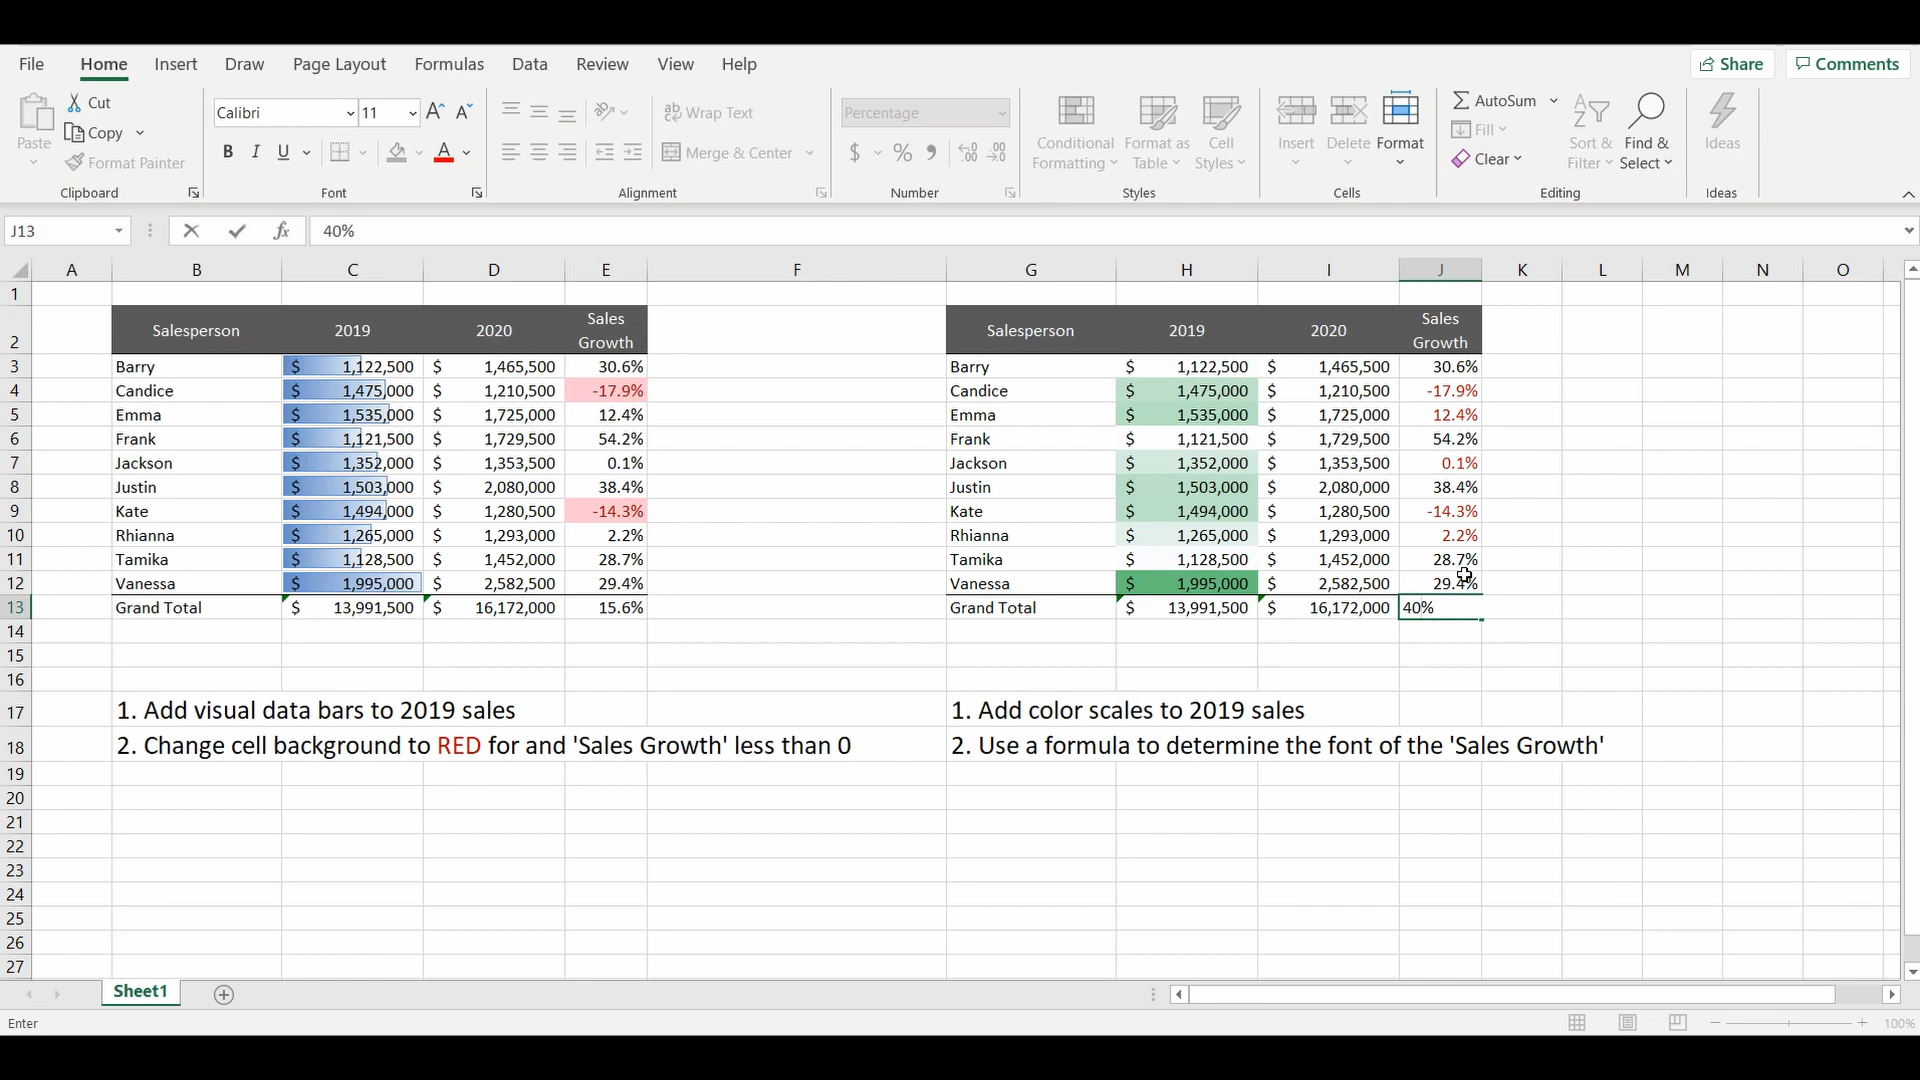 File Home Insert Draw Page Layout Formulas Data Review View Help Share Comments
Paste Cut Copy Format Painter Clipboard
Calibri 11 B I U A Font
Wrap Text Merge & Center Alignment
Percentage $ % Number
Conditional Formatting Format as Table Cell Styles Styles
Insert Delete Format Cells
AutoSum Fill Clear Sort & Filter Find & Select Editing
Ideas Ideas
J13 fx 40%
A B C D E F G H I J K L M N O
1
2 Salesperson 2019 2020 Sales Growth Salesperson 2019 2020 Sales Growth
3 Barry $ 1,122,500 $ 1,465,500 30.6% Barry $ 1,122,500 $ 1,465,500 30.6%
4 Candice $ 1,475,000 $ 1,210,500 -17.9% Candice $ 1,475,000 $ 1,210,500 -17.9%
5 Emma $ 1,535,000 $ 1,725,000 12.4% Emma $ 1,535,000 $ 1,725,000 12.4%
6 Frank $ 1,121,500 $ 1,729,500 54.2% Frank $ 1,121,500 $ 1,729,500 54.2%
7 Jackson $ 1,352,000 $ 1,353,500 0.1% Jackson $ 1,352,000 $ 1,353,500 0.1%
8 Justin $ 1,503,000 $ 2,080,000 38.4% Justin $ 1,503,000 $ 2,080,000 38.4%
9 Kate $ 1,494,000 $ 1,280,500 -14.3% Kate $ 1,494,000 $ 1,280,500 -14.3%
10 Rhianna $ 1,265,000 $ 1,293,000 2.2% Rhianna $ 1,265,000 $ 1,293,000 2.2%
11 Tamika $ 1,128,500 $ 1,452,000 28.7% Tamika $ 1,128,500 $ 1,452,000 28.7%
12 Vanessa $ 1,995,000 $ 2,582,500 29.4% Vanessa $ 1,995,000 $ 2,582,500 29.4%
13 Grand Total $ 13,991,500 $ 16,172,000 15.6% Grand Total $ 13,991,500 $ 16,172,000 40%
14
15
16
17 1. Add visual data bars to 2019 sales 1. Add color scales to 2019 sales
18 2. Change cell background to RED for and 'Sales Growth' less than 0 2. Use a formula to determine the font of the 'Sales Growth'
19
20
21
22
23
24
25
26
27
Sheet1
Enter 100%